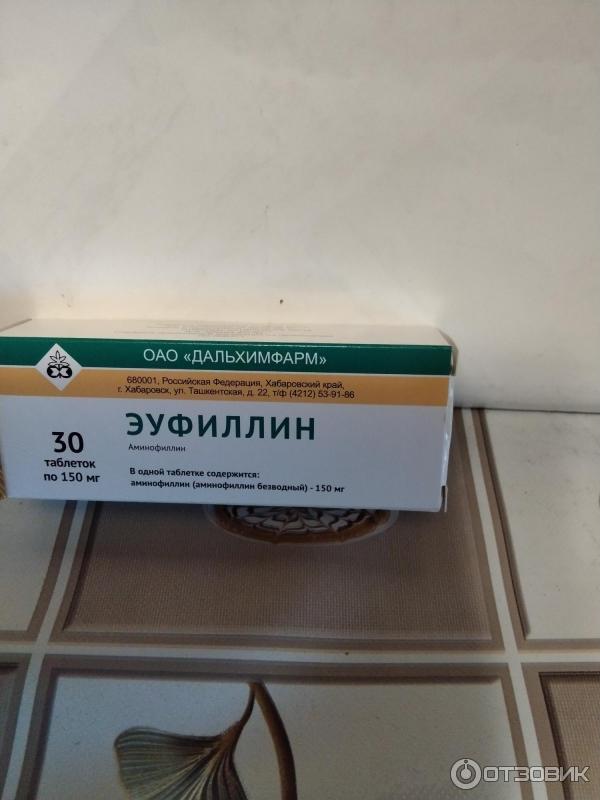 ОАО «ДАЛЬХИМФАРМ»
680001, Российская Федерация, Хабаровский край,
г. Хабаровск, ул. Ташкентская, д. 22, т/ф (4212) 53-91-86
ЭУФИЛЛИН
Аминофиллин
30
таблеток
по 150 мг
В одной таблетке содержится:
аминофиллин (аминофиллин безводный) - 150 мг
ОТЗОВИК